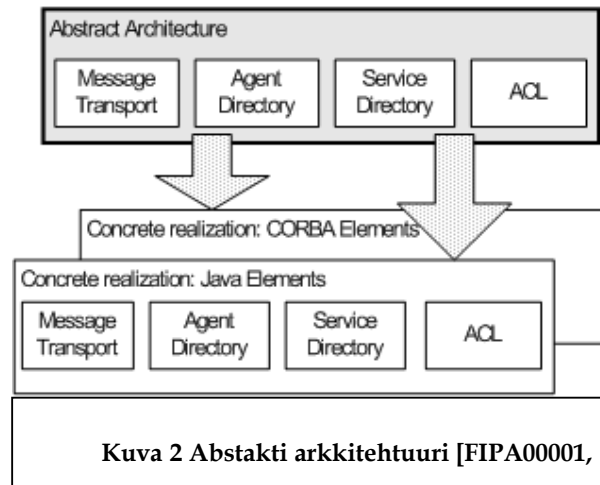 Abstract Architecture
Message
Transport
Agent
Directory
Service
Directory
ACL
Concrete realization: CORBA Elements
Concrete realization: Java Elements
Message
Transport
Agent
Directory
Service
Directory
ACL
Kuva 2 Abstakti arkkitehtuuri [FIPA00001,